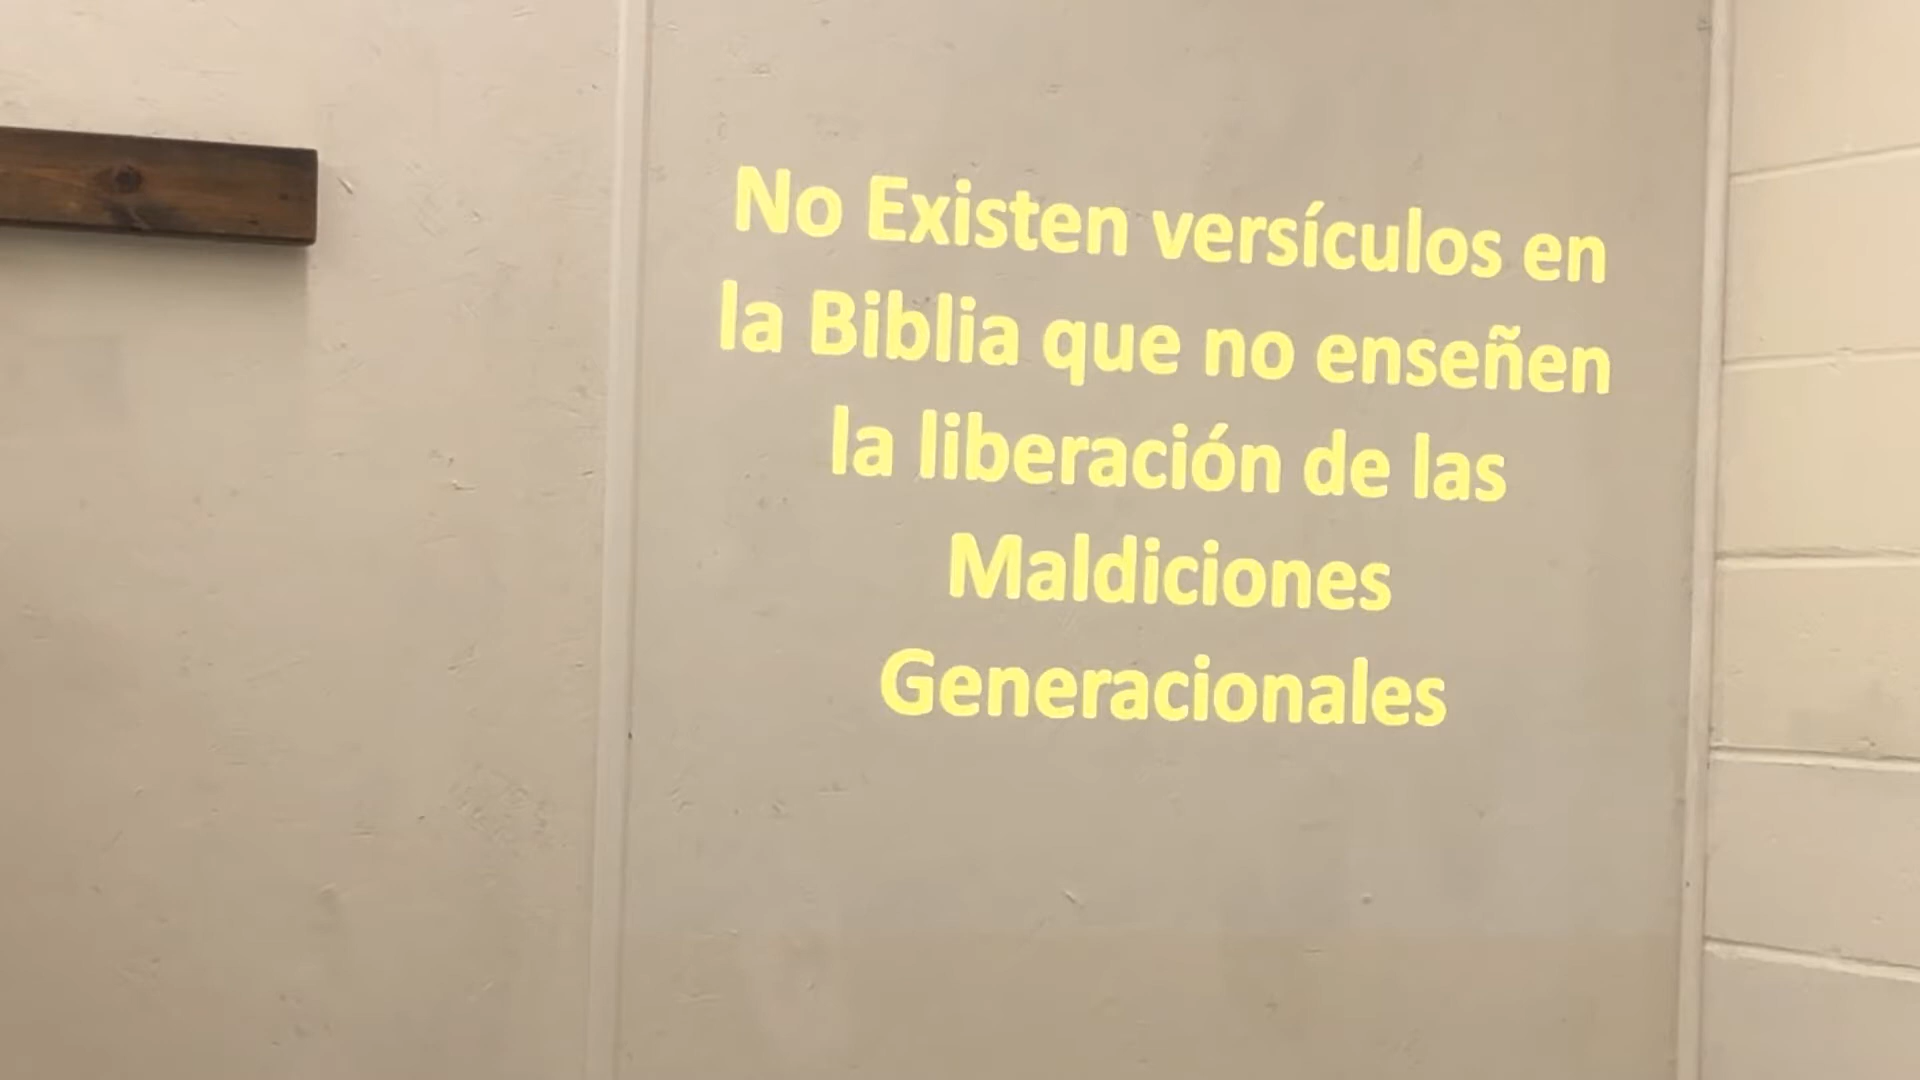 No Existen versículos en
la Biblia que no enseñen
la liberación de las
Maldiciones
Generacionales